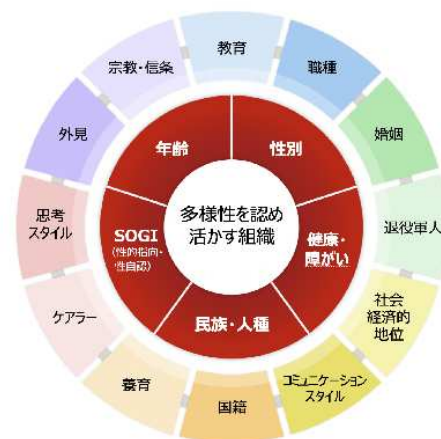 多様性を認め
活かす組織
年齢
性別
健康・
障がい
民族・人種
SOGI
(性的指向・
性自認)
教育
職種
婚姻
退役軍人
社会
経済的
地位
コミュニケーション
スタイル
国籍
養育
ケアラー
思考
スタイル
外見
宗教・信条